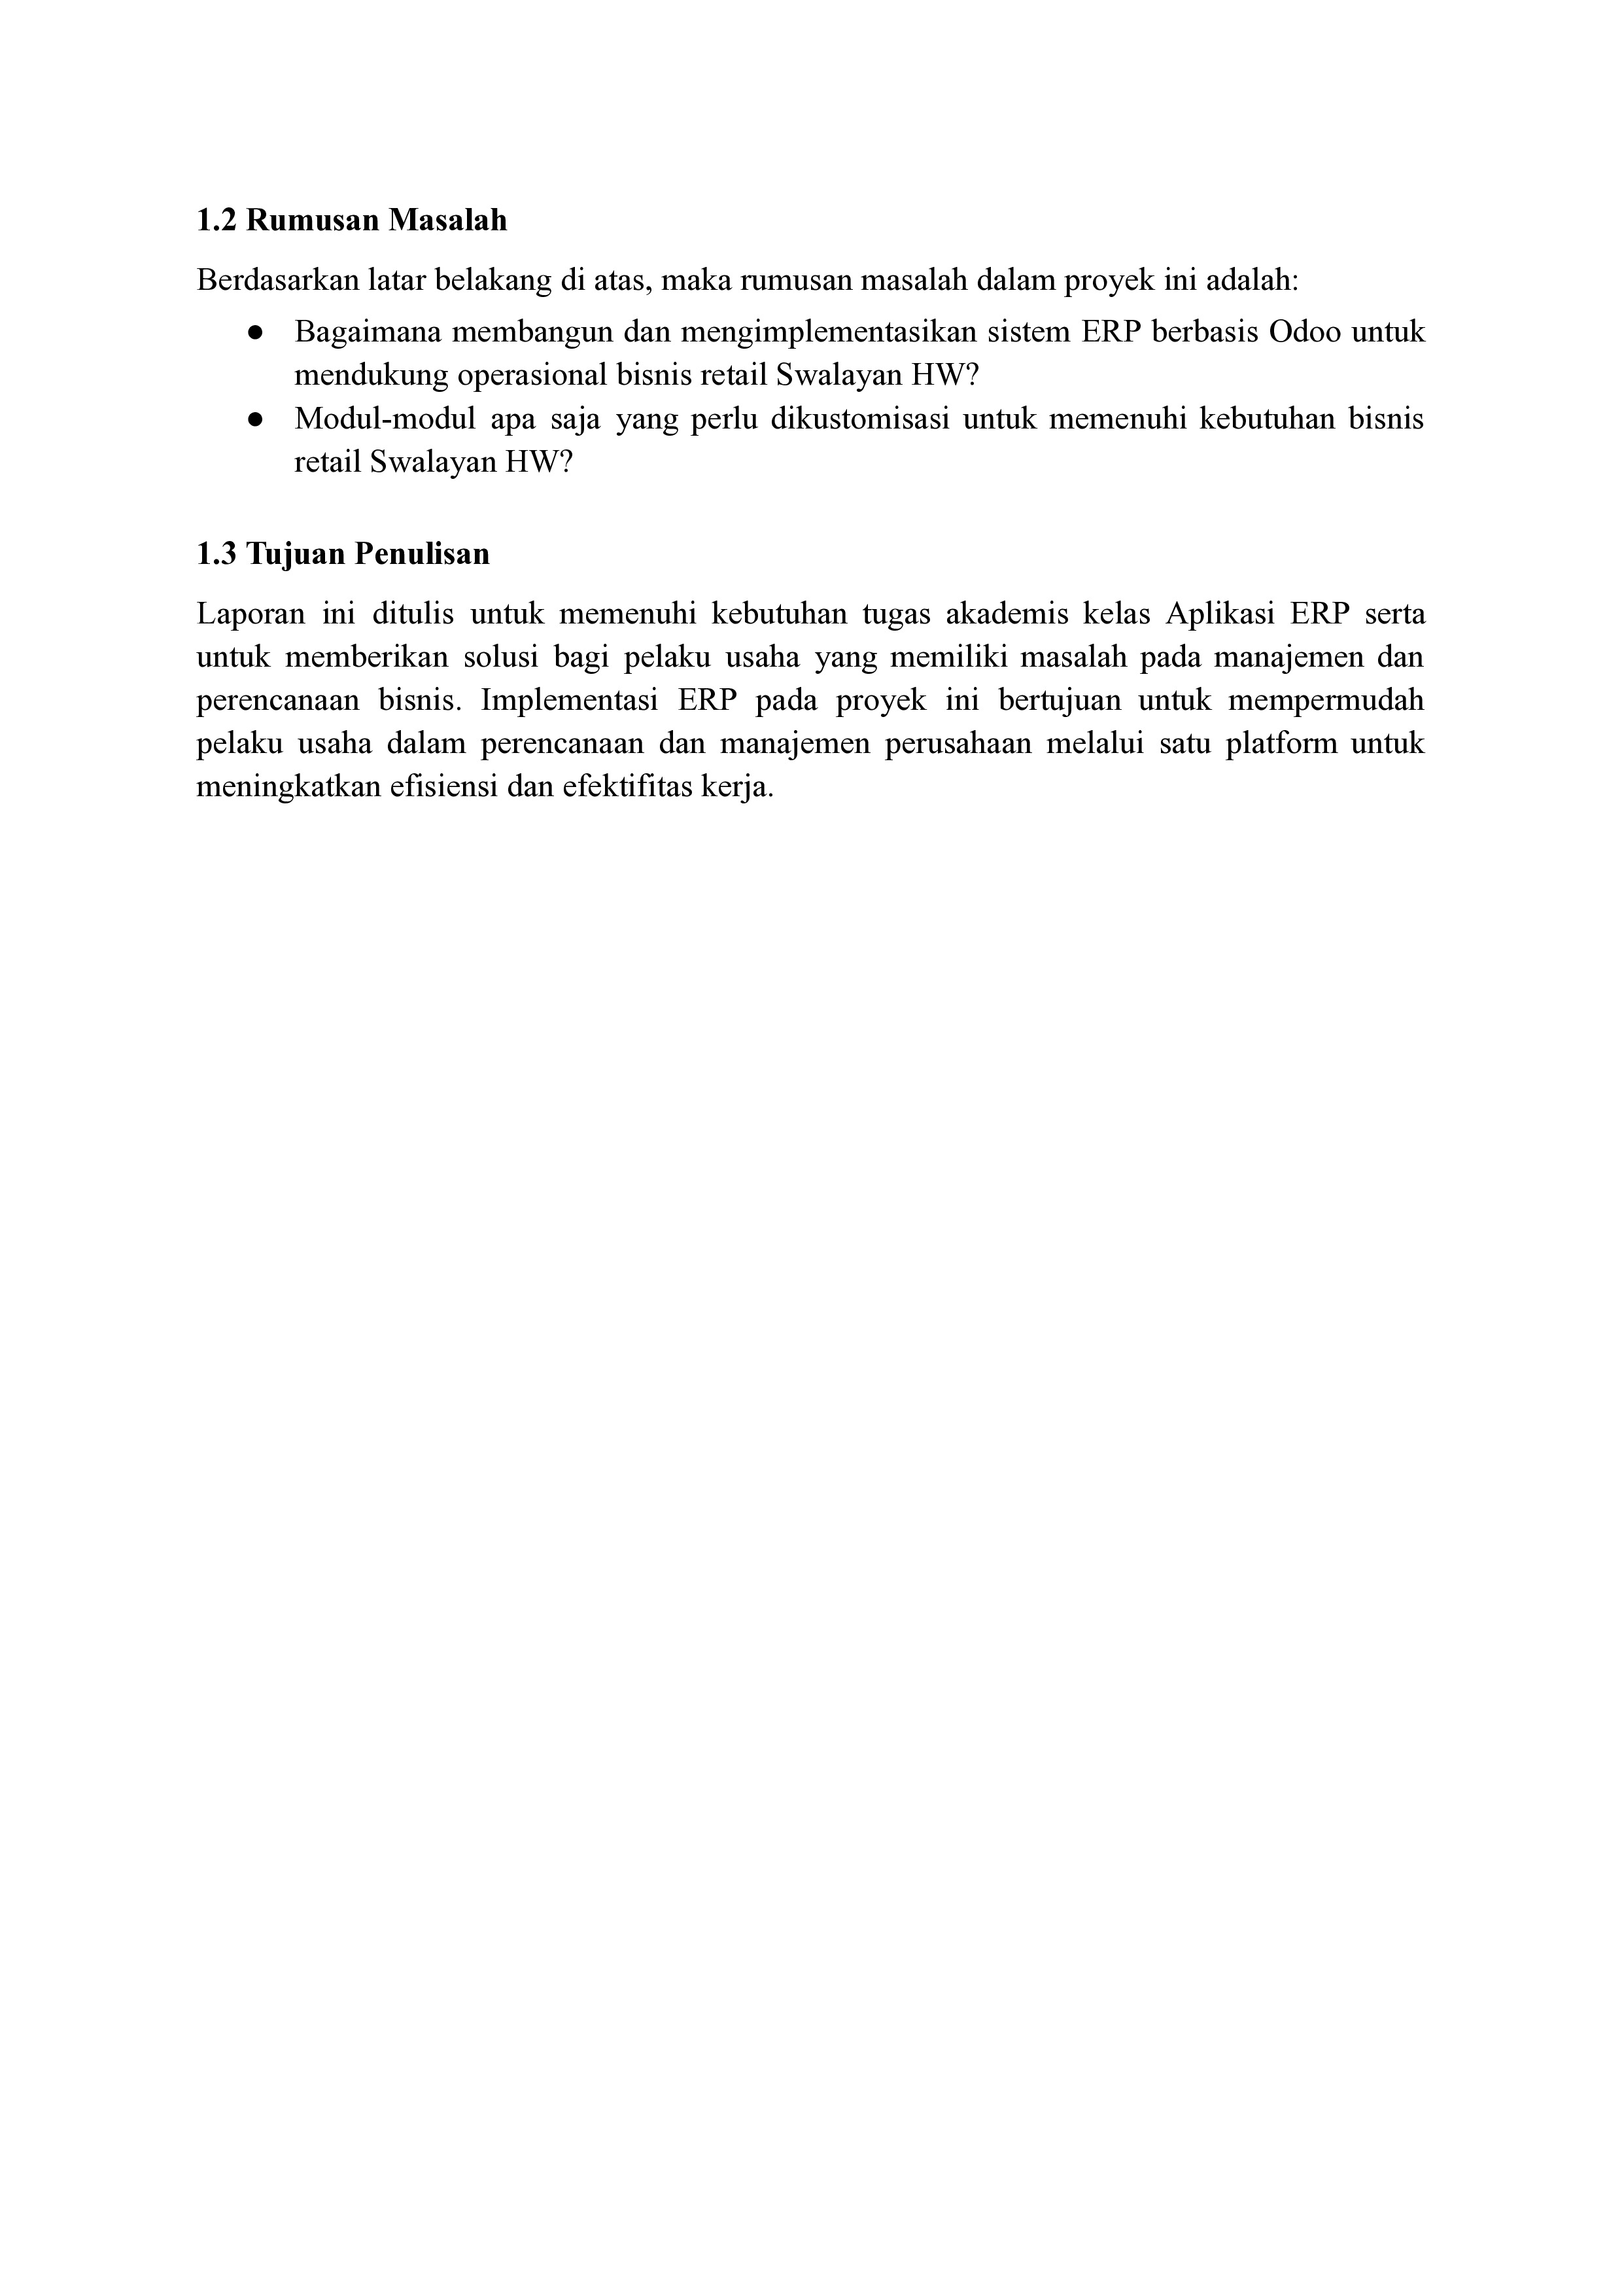 1.2 Rumusan Masalah
Berdasarkan latar belakang di atas, maka rumusan masalah dalam proyek ini adalah:
● Bagaimana membangun dan mengimplementasikan sistem ERP berbasis Odoo untuk
mendukung operasional bisnis retail Swalayan HW?
● Modul-modul apa saja yang perlu dikustomisasi untuk memenuhi kebutuhan bisnis
retail Swalayan HW?
1.3 Tujuan Penulisan
Laporan ini ditulis untuk memenuhi kebutuhan tugas akademis kelas Aplikasi ERP serta
untuk memberikan solusi bagi pelaku usaha yang memiliki masalah pada manajemen dan
perencanaan bisnis. Implementasi ERP pada proyek ini bertujuan untuk mempermudah
pelaku usaha dalam perencanaan dan manajemen perusahaan melalui satu platform untuk
meningkatkan efisiensi dan efektifitas kerja.